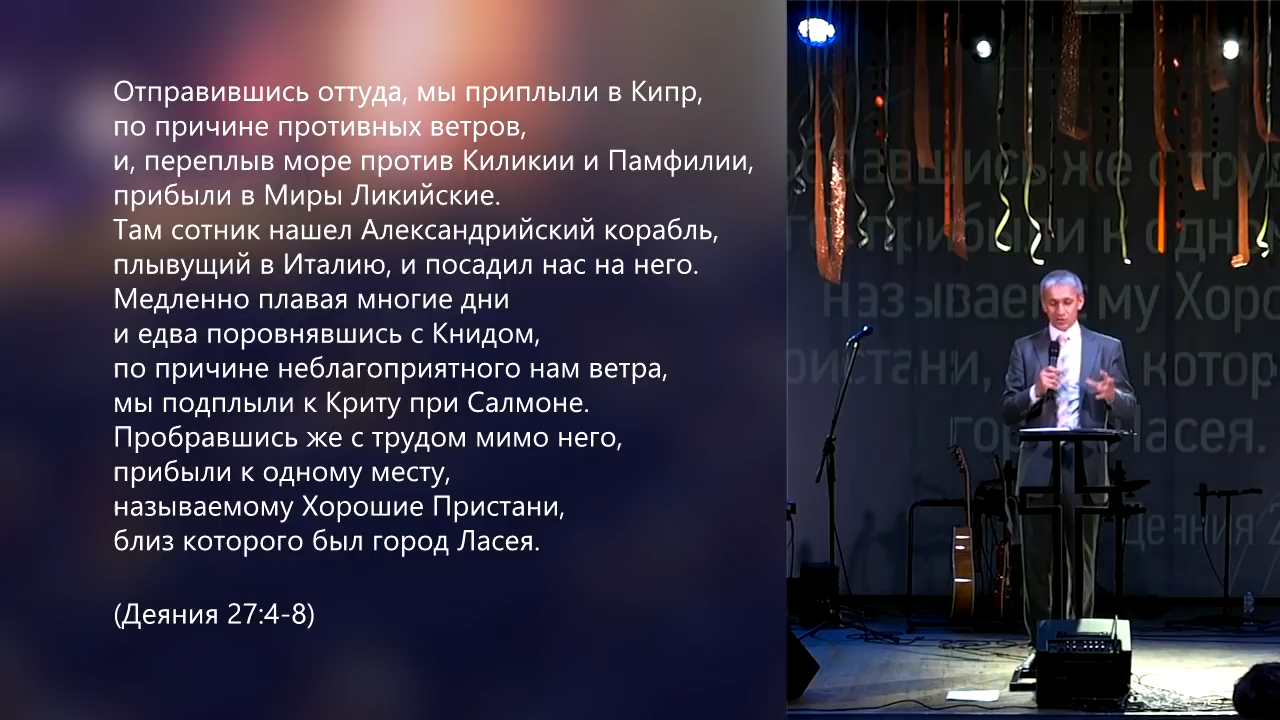 Отправившись оттуда, мы приплыли в Кипр,
по причине противных ветров,
и, переплыв море против Киликии и Памфилии,
прибыли в Миры Ликийские.
Там сотник нашел Александрийский корабль,
плывущий в Италию, и посадил нас на него.
Медленно плавая многие дни
и едва поровнявшись с Книдом,
по причине неблагоприятного нам ветра,
мы подплыли к Криту при Салмоне.
Пробравшись же с трудом мимо него,
прибыли к одному месту,
называемому Хорошие Пристани,
близ которого был город Ласея.
(Деяния 27:4-8)
же с
к
Ласея.
Деяния